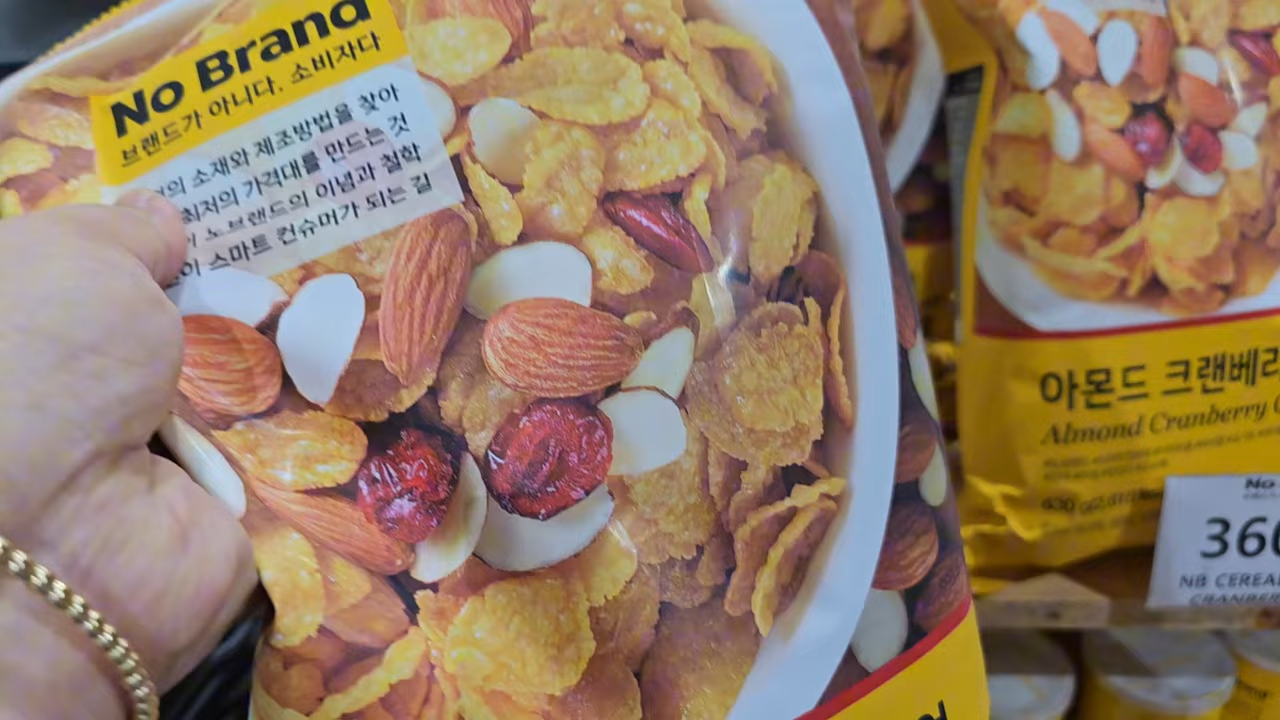 No Brand
브랜드가 아니다. 소비자다
소재와 제조방법을 찾아
최저의 가격대를 만드는 것
노브랜드의 이념과 철학
스마트 컨슈머가 되는 길
아몬드 크랜베리
Almond Cranberry
630 g
No
360
NB CEREAL
CRANBER